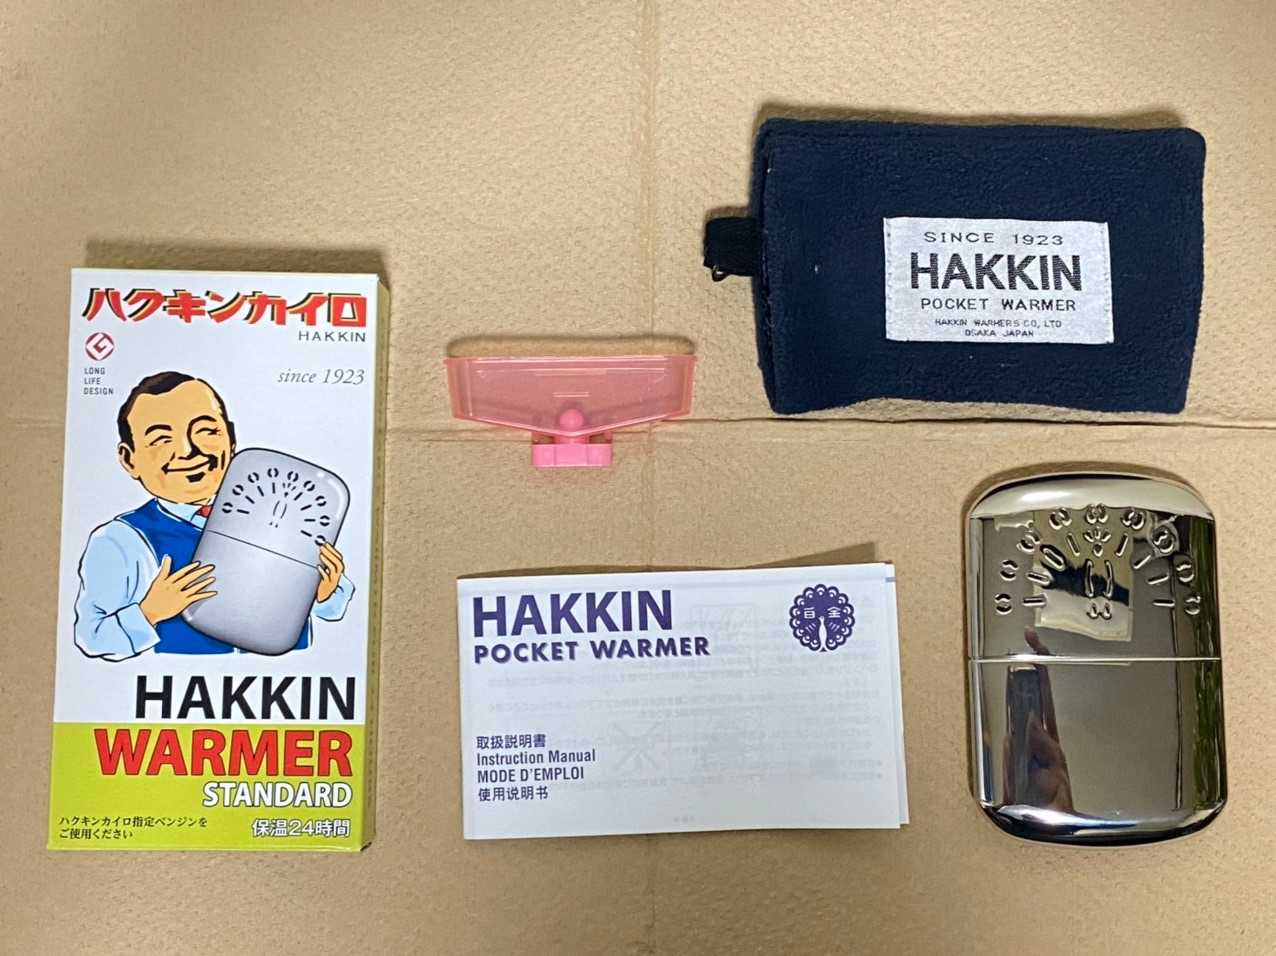 ハクキンカイロ
HAKKIN
LONG
LIFE
DESIGN
since 1923
HAKKIN
WARMER
STANDARD
ハクキンカイロ指定ベンジンを
ご使用ください
保温24時間
SINCE 1923
HAKKIN
POCKET WARMER
HAKKIN WARMERS CO., LTD
OSAKA JAPAN
HAKKIN
POCKET WARMER
百金
取扱説明書
Instruction Manual
MODE D'EMPLOI
使用说明书